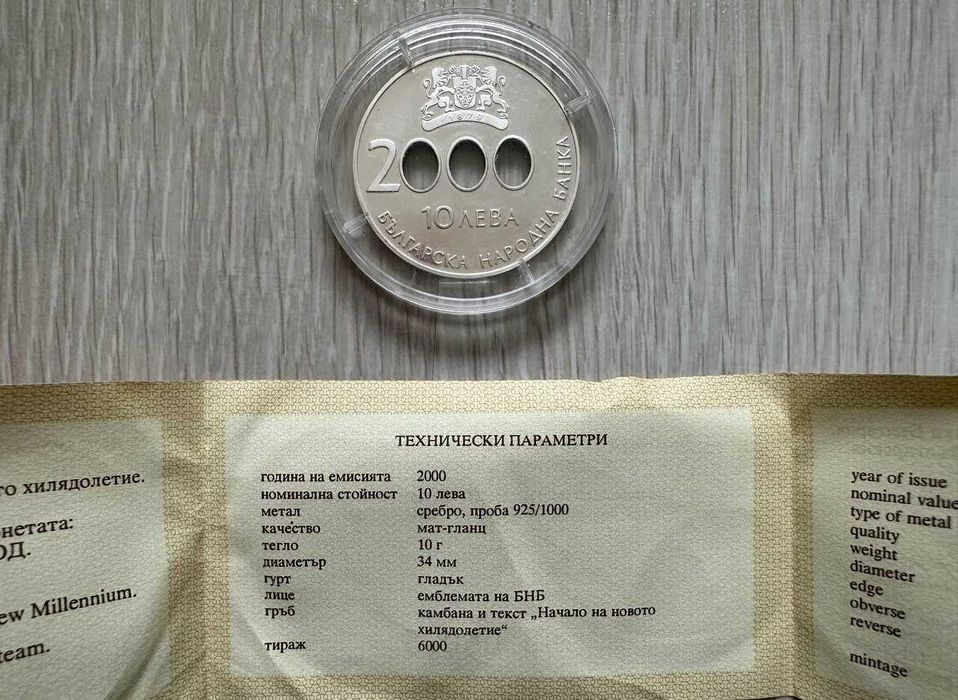 1879
2000
10 ЛЕВА
БЪЛГАРСКА НАРОДНА БАНКА
го хилядолетие.
нетата:
ОД.
ew Millennium.
team.
ТЕХНИЧЕСКИ ПАРАМЕТРИ
година на емисията 2000
номинална стойност 10 лева
метал сребро, проба 925/1000
качество мат-гланц
тегло 10 г
диаметър 34 мм
гурт гладък
лице емблемата на БНБ
гръб камбана и текст „Начало на новото
хилядолетие“
тираж 6000
year of issue
nominal value
type of metal
quality
weight
diameter
edge
obverse
reverse
mintage